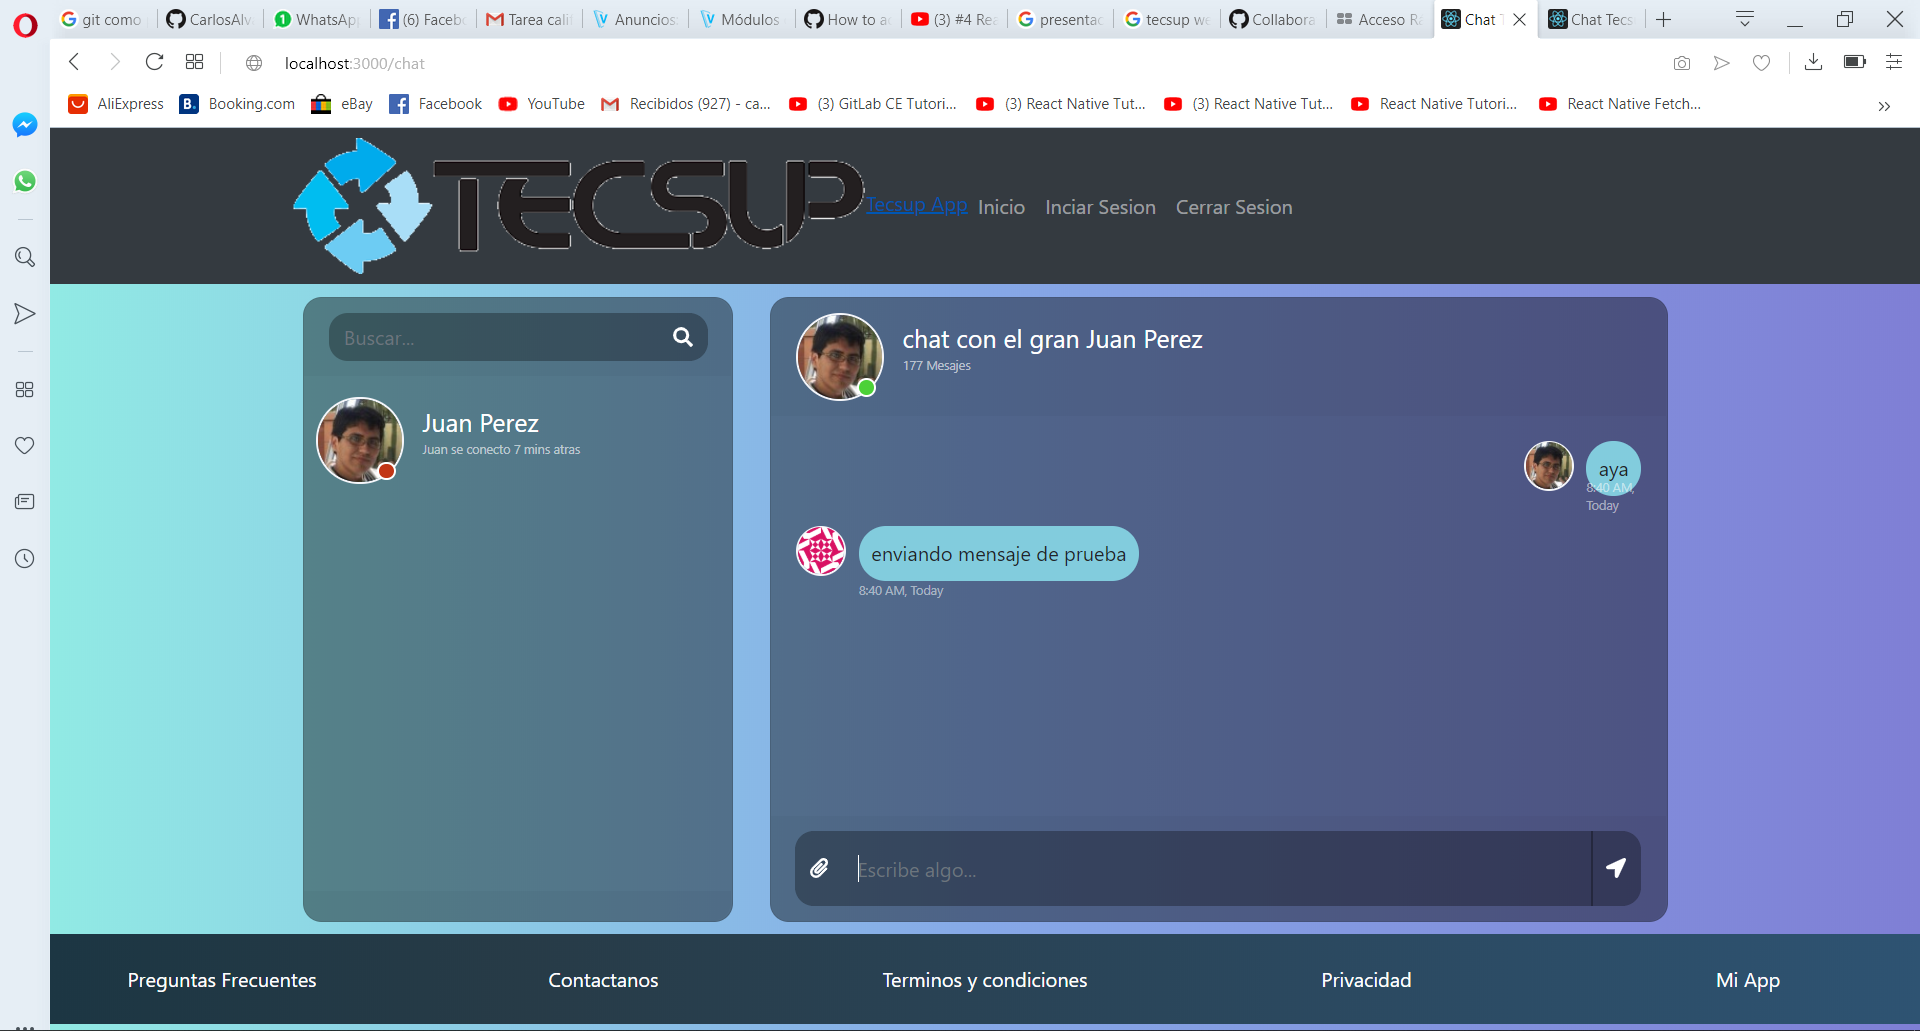 git como
CarlosAlv
WhatsApp
(6) Faceb
Tarea cali
Anuncios:
Módulos
How to a
(3) #4 Rea
presentac
tecsup we
Collabora
Acceso R
Chat T
Chat Tecs
localhost:3000/chat
AliExpress
B. Booking.com
eBay
Facebook
YouTube
Recibidos (927) - ca...
(3) GitLab CE Tutori...
(3) React Native Tut...
(3) React Native Tut...
React Native Tutori...
React Native Fetch...
TECSUP
Tecsup App
Inicio
Inciar Sesion
Cerrar Sesion
Buscar...
Juan Perez
Juan se conecto 7 mins atras
chat con el gran Juan Perez
177 Mesajes
aya
8:40 AM,
Today
enviando mensaje de prueba
8:40 AM, Today
Escribe algo...
Preguntas Frecuentes
Contactanos
Terminos y condiciones
Privacidad
Mi App